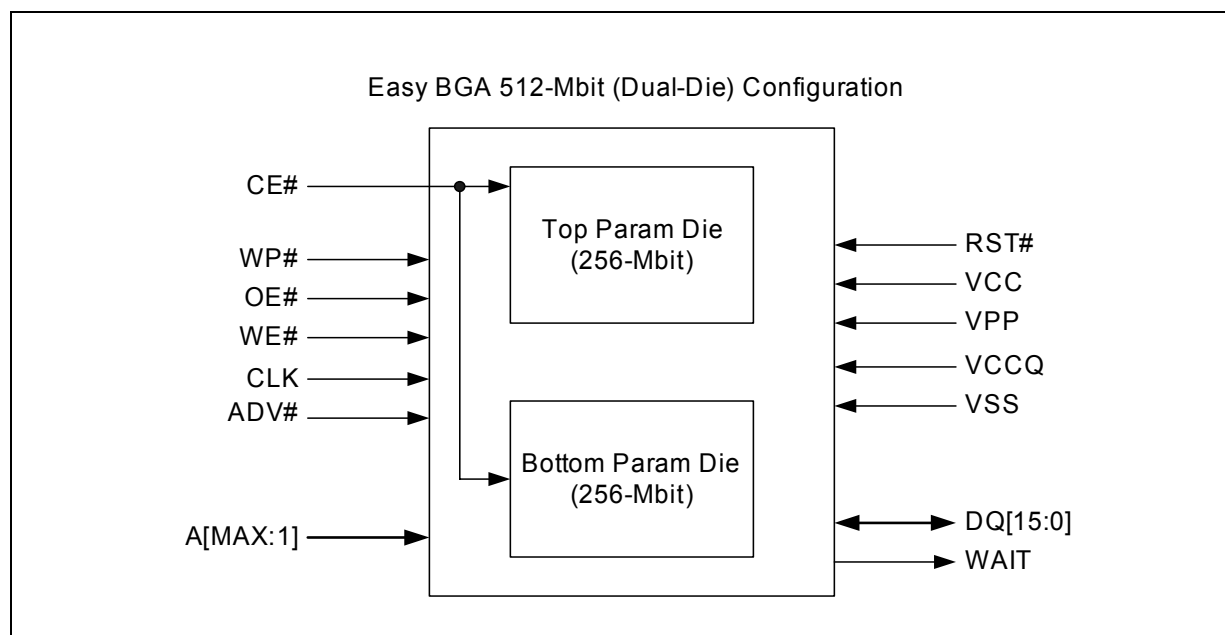 Easy BGA 512-Mbit (Dual-Die) Configuration
CE#
WP#
OE#
WE#
CLK
ADV#
A[MAX:1]
Top Param Die
(256-Mbit)
Bottom Param Die
(256-Mbit)
RST#
VCC
VPP
VCCQ
VSS
DQ[15:0]
WAIT